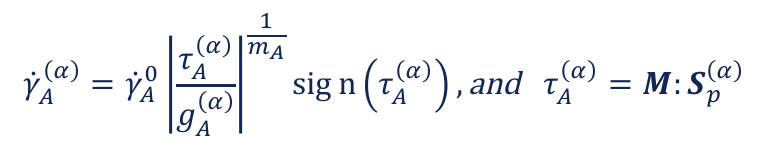 γ̇_A^(α) = γ̇_A^0 |τ_A^(α) / g_A^(α)|^(1/m_A) sign(τ_A^(α)), and τ_A^(α) = M:S_p^(α)